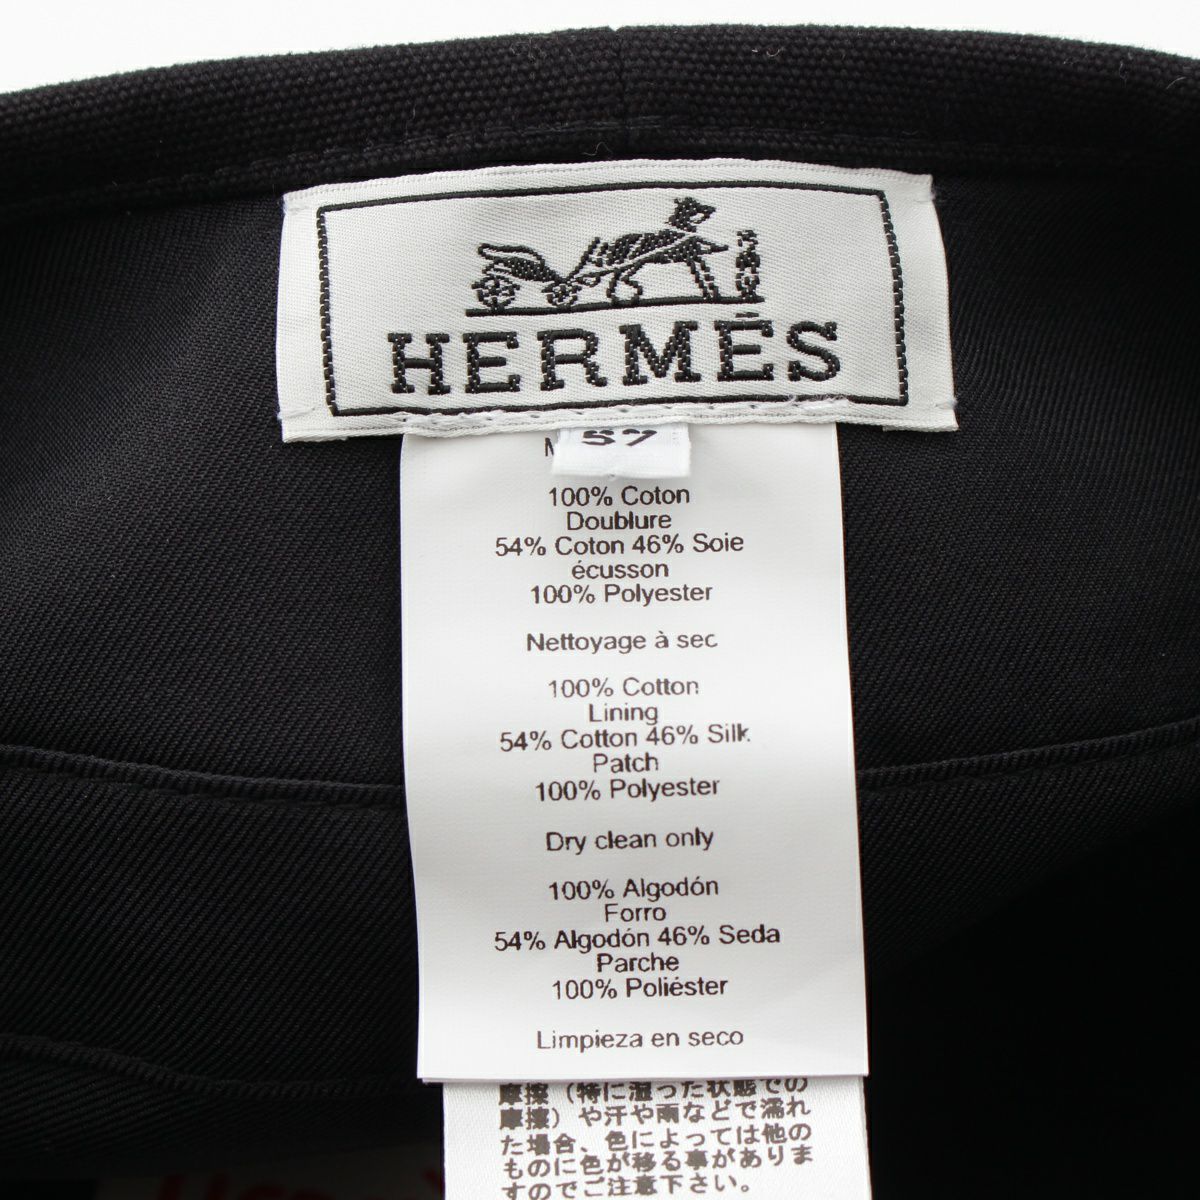 HERMÈS
57
100% Coton
Doublure
54% Coton 46% Soie
écusson
100% Polyester
Nettoyage à sec
100% Cotton
Lining
54% Cotton 46% Silk
Patch
100% Polyester
Dry clean only
100% Algodón
Forro
54% Algodón 46% Seda
Parche
100% Poliéster
Limpieza en seco
摩擦(特に湿った状態での
摩擦)や汗や雨などで濡れ
た場合、色によっては他の
ものに色が移る事がありま
すのでご注意下さい。